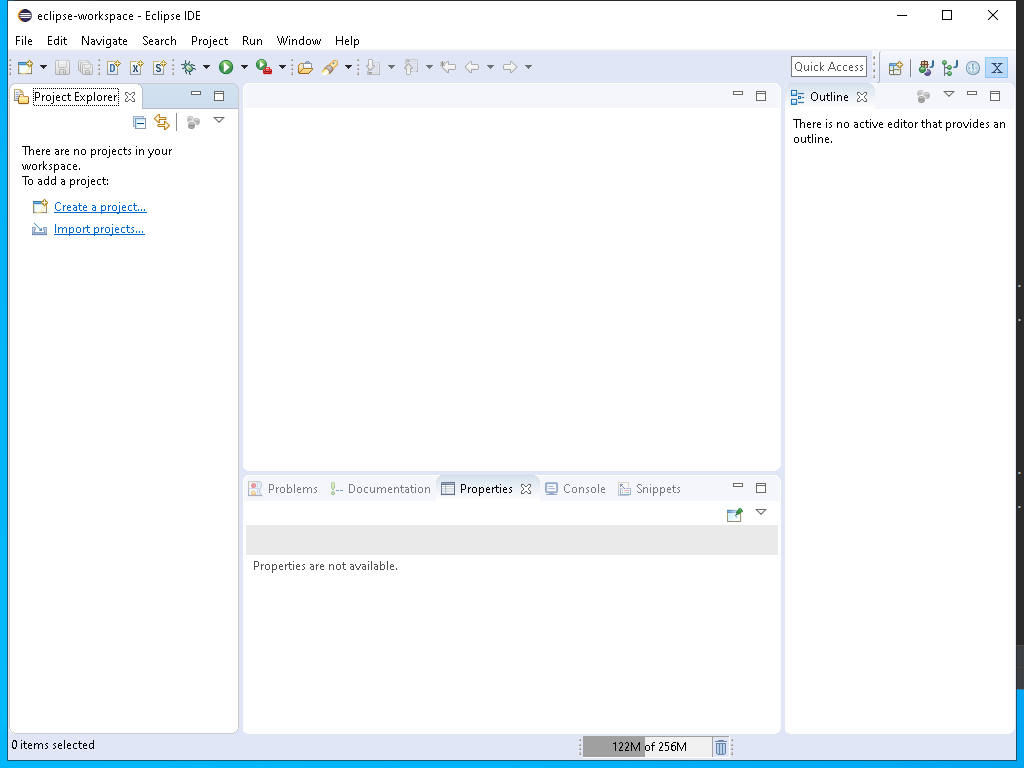 eclipse-workspace - Eclipse IDE
File Edit Navigate Search Project Run Window Help
Quick Access
Project Explorer
There are no projects in your
workspace.
To add a project:
Create a project...
Import projects...
Outline
There is no active editor that provides an
outline.
Problems Documentation Properties Console Snippets
Properties are not available.
0 items selected
122M of 256M